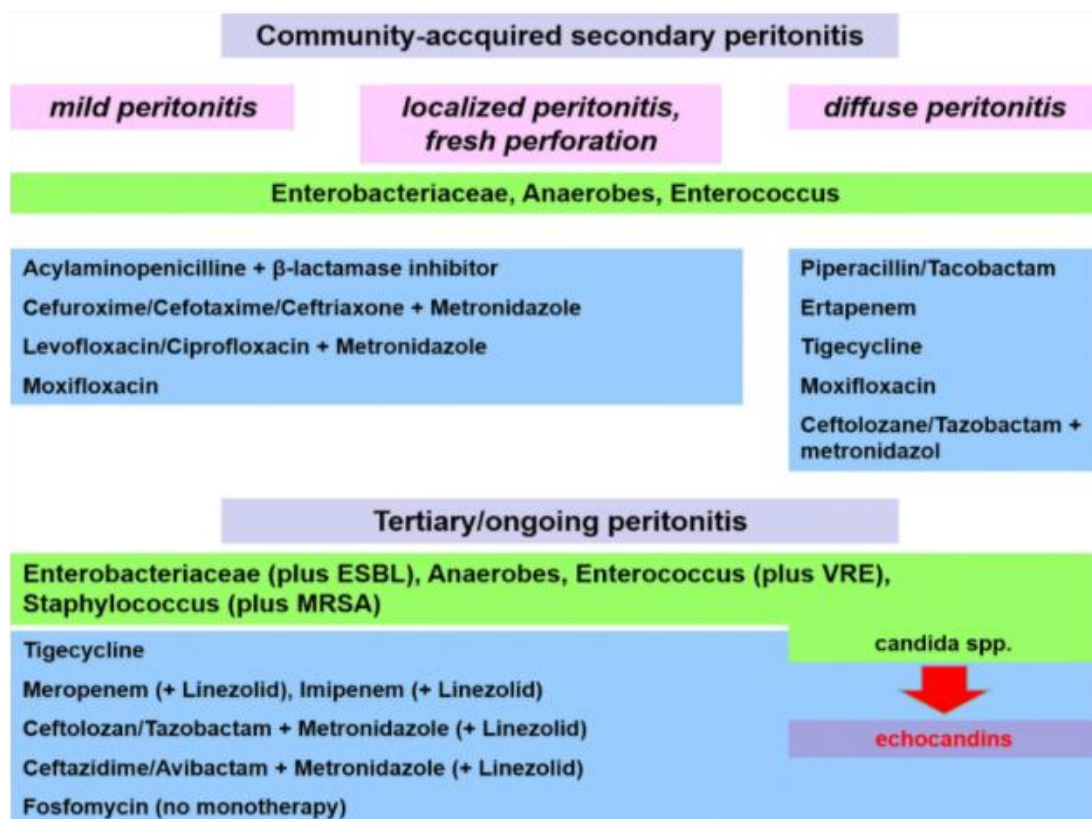 Community-accquired secondary peritonitis
mild peritonitis
localized peritonitis,
fresh perforation
diffuse peritonitis
Enterobacteriaceae, Anaerobes, Enterococcus
Acylaminopenicilline + β-lactamase inhibitor
Cefuroxime/Cefotaxime/Ceftriaxone + Metronidazole
Levofloxacin/Ciprofloxacin + Metronidazole
Moxifloxacin
Piperacillin/Tacobactam
Ertapenem
Tigecycline
Moxifloxacin
Ceftolozane/Tazobactam +
metronidazol
Tertiary/ongoing peritonitis
Enterobacteriaceae (plus ESBL), Anaerobes, Enterococcus (plus VRE),
Staphylococcus (plus MRSA)
Tigecycline
Meropenem (+ Linezolid), Imipenem (+ Linezolid)
Ceftolozan/Tazobactam + Metronidazole (+ Linezolid)
Ceftazidime/Avibactam + Metronidazole (+ Linezolid)
Fosfomycin (no monotherapy)
candida spp.
echocandins